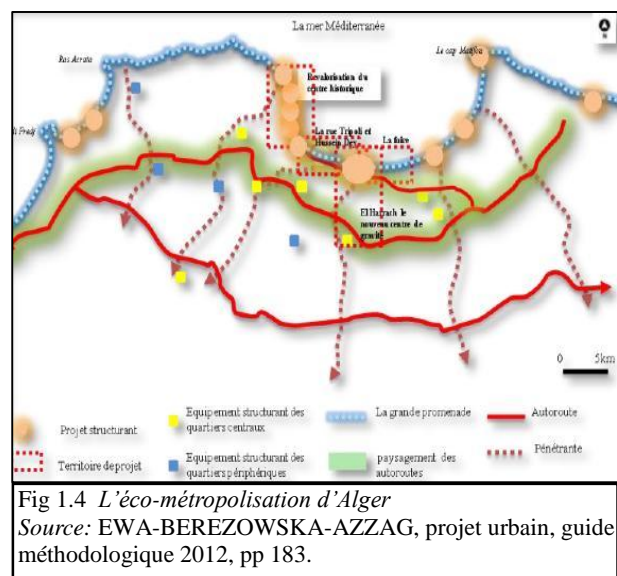 La mer Méditerranée
N
Ras Acrata
Le cap Matifou
Revalorisation du
centre historique
Fredj
La rue Tripoli et
Hussein Dey
La foire
El Harrach le
nouveau centre de
gravité
0 5km
Projet structurant
Equipement structurant des
quartiers centraux
La grande promenade
Autoroute
Territoire de projet
Equipement structurant des
quartiers périphériques
paysagement des
autoroutes
Pénétrante
Fig 1.4 L'éco-métropolisation d'Alger
Source: EWA-BEREZOWSKA-AZZAG, projet urbain, guide
méthodologique 2012, pp 183.